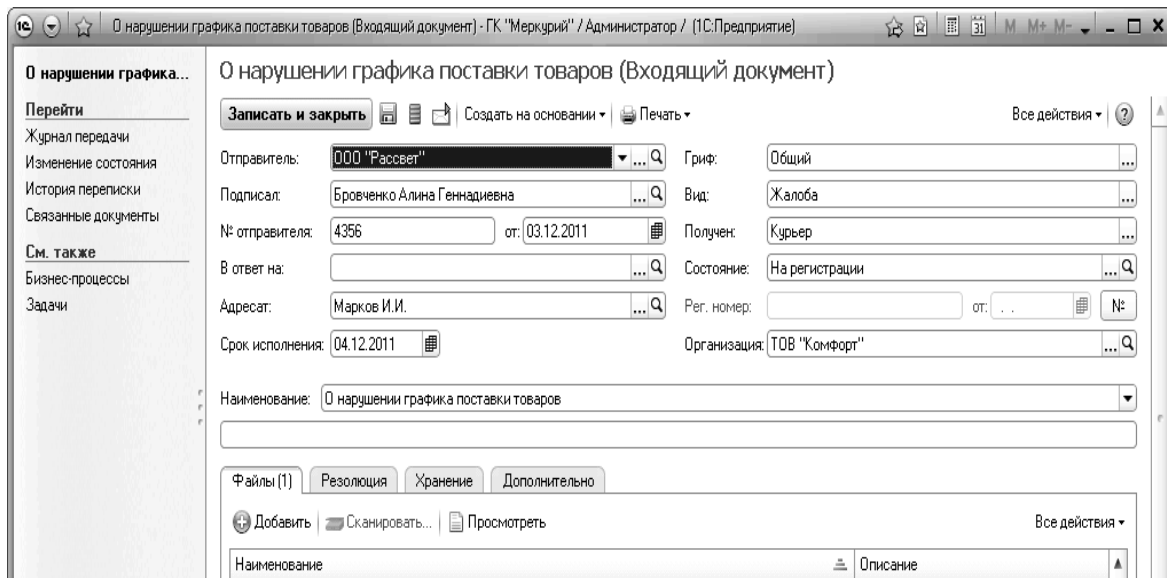 1С О нарушении графика поставки товаров (Входящий документ) - ГК "Меркурий" / Администратор / (1С:Предприятие) 31 M M+ M-
О нарушении графика...
Перейти
Журнал передачи
Изменение состояния
История переписки
Связанные документы
См. также
Бизнес-процессы
Задачи
О нарушении графика поставки товаров (Входящий документ)
Записать и закрыть Создать на основании Печать Все действия ?
Отправитель: ООО "Рассвет" ... Гриф: Общий ...
Подписал: Бровченко Алина Геннадиевна ... Вид: Жалоба ...
№ отправителя: 4356 от: 03.12.2011 Получен: Курьер ...
В ответ на: ... Состояние: На регистрации ...
Адресат: Марков И.И. ... Рег. номер: от: . . №
Срок исполнения: 04.12.2011 Организация: ТОВ "Комфорт" ...
Наименование: О нарушении графика поставки товаров
Файлы (1) Резолюция Хранение Дополнительно
Добавить Сканировать... Просмотреть Все действия
Наименование Описание